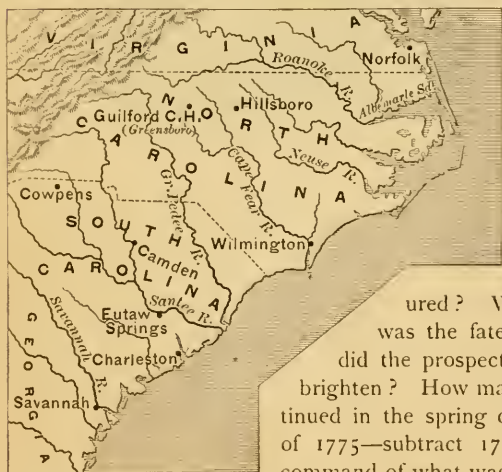 VIRGINIA
Norfolk
Roanoke R.
Albemarle Sd.
Guilford C.H.
(Greensboro)
Hillsboro
NORTH
CAROLINA
Neuse R.
Cape Fear R.
Gr. Pedee R.
Cowpens
SOUTH
CAROLINA
Camden
Wilmington
Santee R.
Eutaw
Springs
Charleston
Savannah R.
Savannah
GEORGIA
ured?
was the fate
did the prospect
brighten? How ma
tinued in the spring
of 1775—subtract 17
command of what was